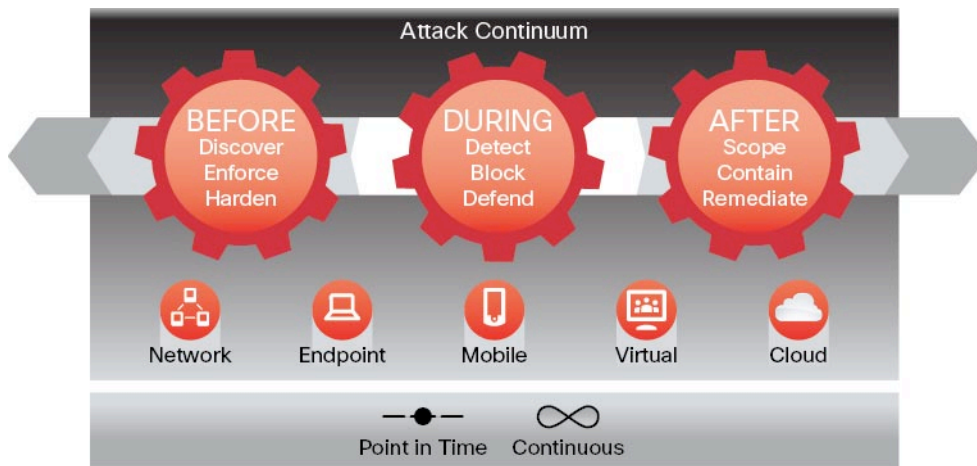 Attack Continuum
BEFORE
Discover
Enforce
Harden
DURING
Detect
Block
Defend
AFTER
Scope
Contain
Remediate
Network
Endpoint
Mobile
Virtual
Cloud
Point in Time
Continuous